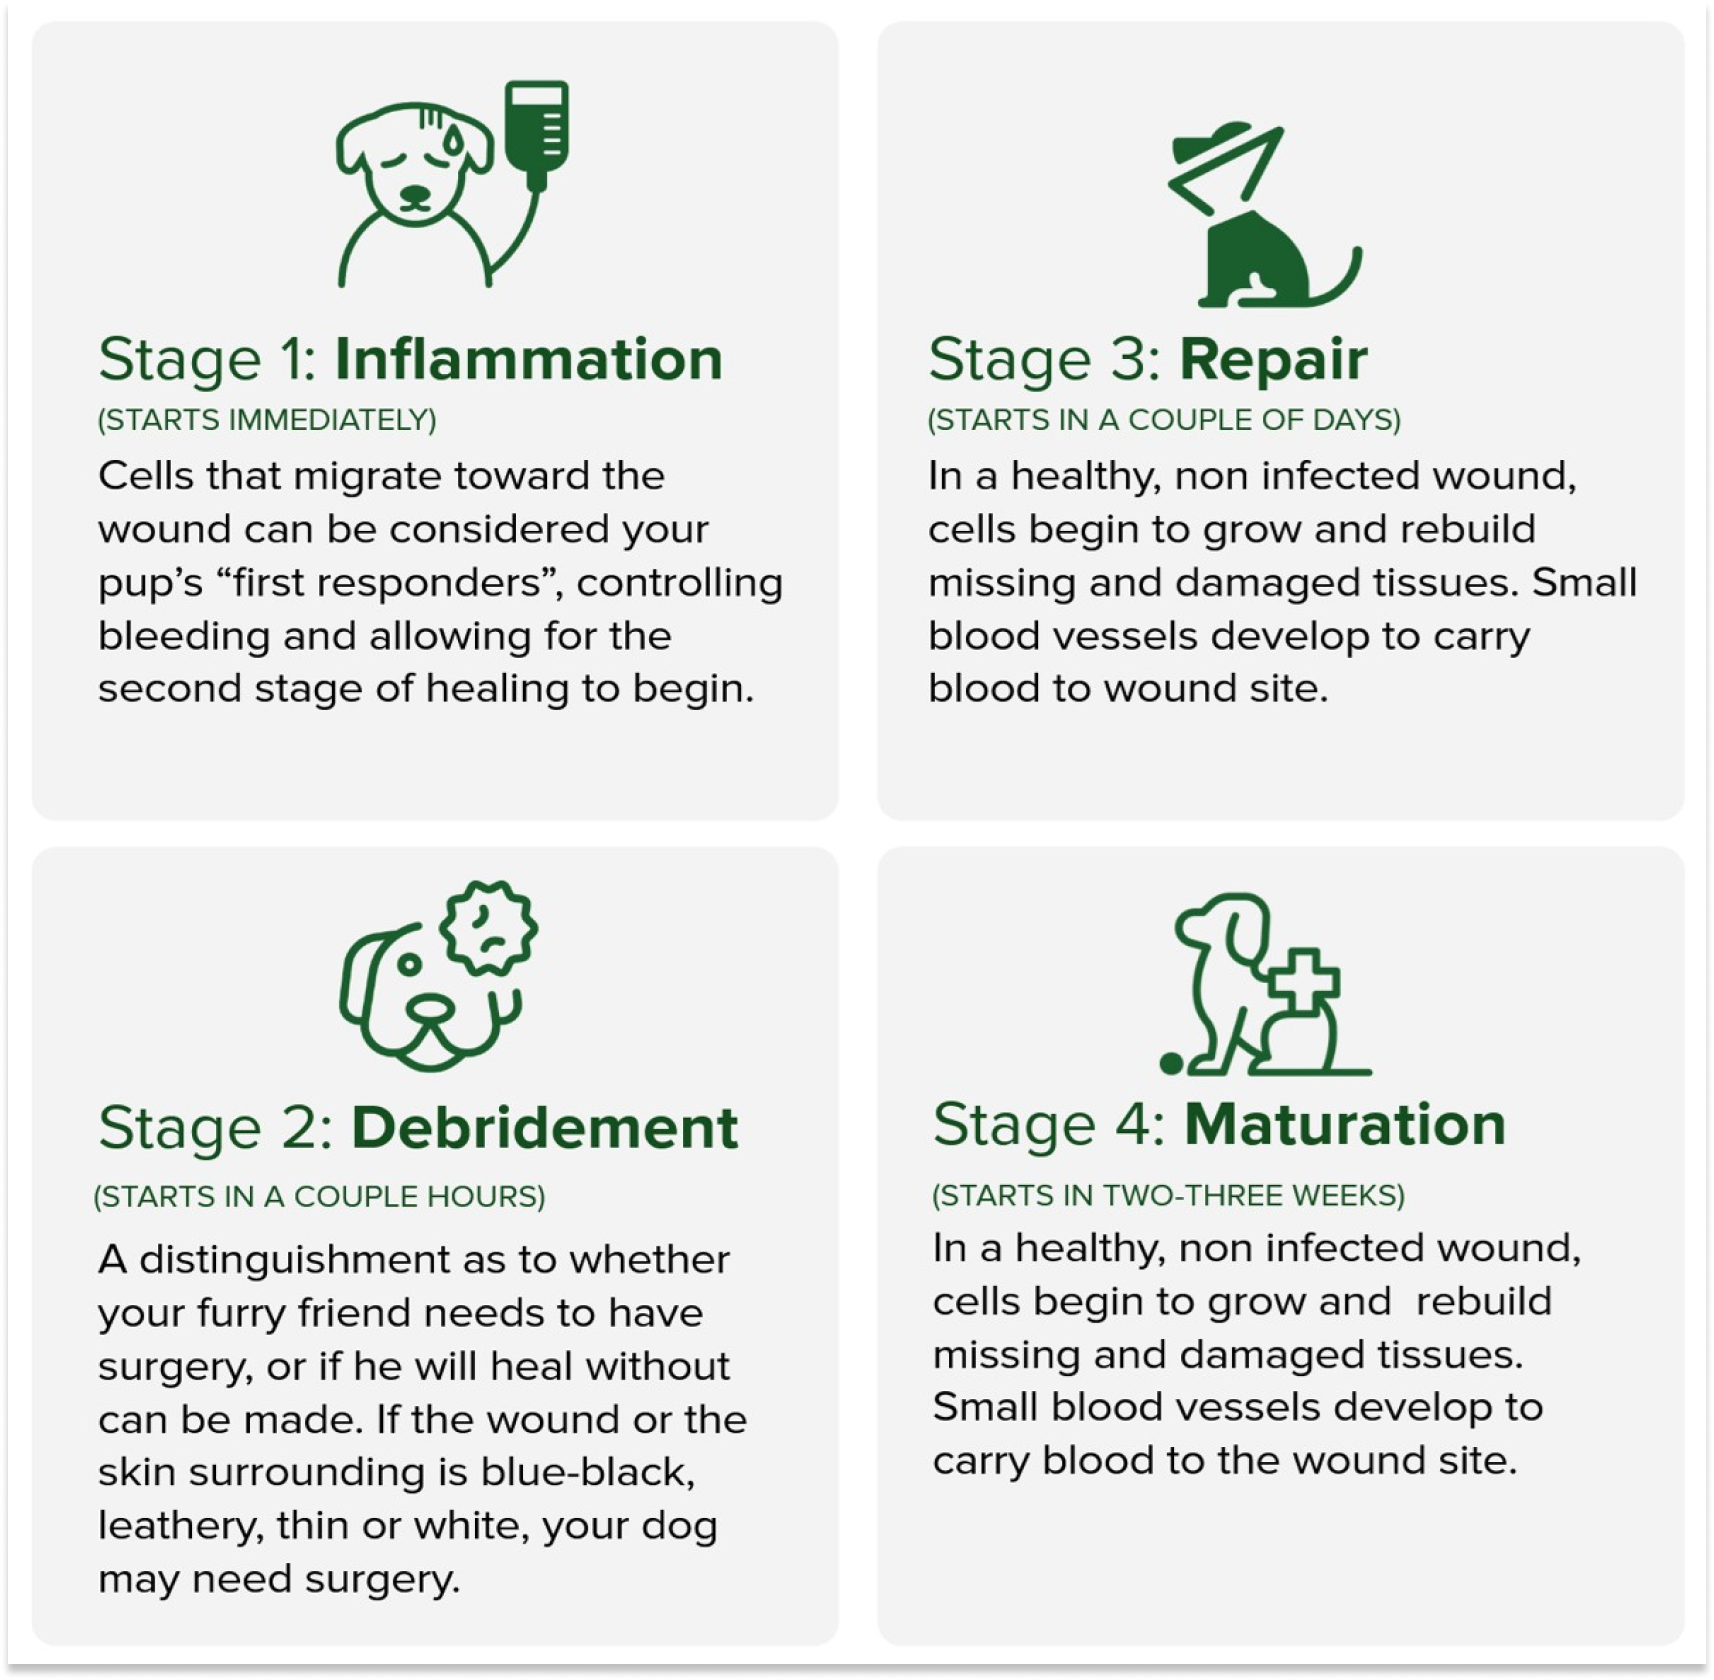 Stage 1: Inflammation
(STARTS IMMEDIATELY)
Cells that migrate toward the
wound can be considered your
pup’s “first responders”, controlling
bleeding and allowing for the
second stage of healing to begin.
Stage 2: Debridement
(STARTS IN A COUPLE HOURS)
A distinguishment as to whether
your furry friend needs to have
surgery, or if he will heal without
can be made. If the wound or the
skin surrounding is blue-black,
leathery, thin or white, your dog
may need surgery.
Stage 3: Repair
(STARTS IN A COUPLE OF DAYS)
In a healthy, non infected wound,
cells begin to grow and rebuild
missing and damaged tissues. Small
blood vessels develop to carry
blood to wound site.
Stage 4: Maturation
(STARTS IN TWO-THREE WEEKS)
In a healthy, non infected wound,
cells begin to grow and  rebuild
missing and damaged tissues.
Small blood vessels develop to
carry blood to the wound site.